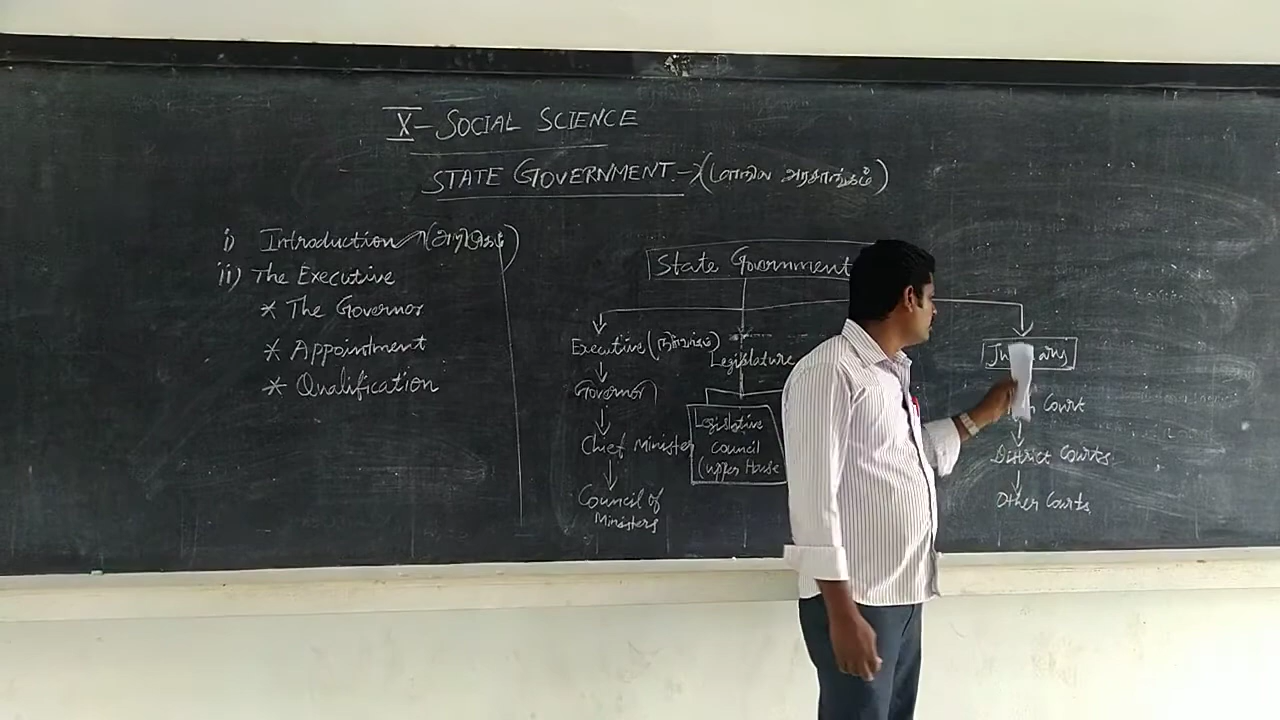 X - SOCIAL SCIENCE
STATE GOVERNMENT -> (மாநில அரசாங்கம்)
i) Introduction (அறிமுகம்)
ii) The Executive
* The Governor
* Appointment
* Qualification
State Government
Executive (நிர்வாகம்)
Governor
Chief Minister
Council of
Ministers
Legislature
Legislative
Council
(upper House
Court
District Courts
Other Courts